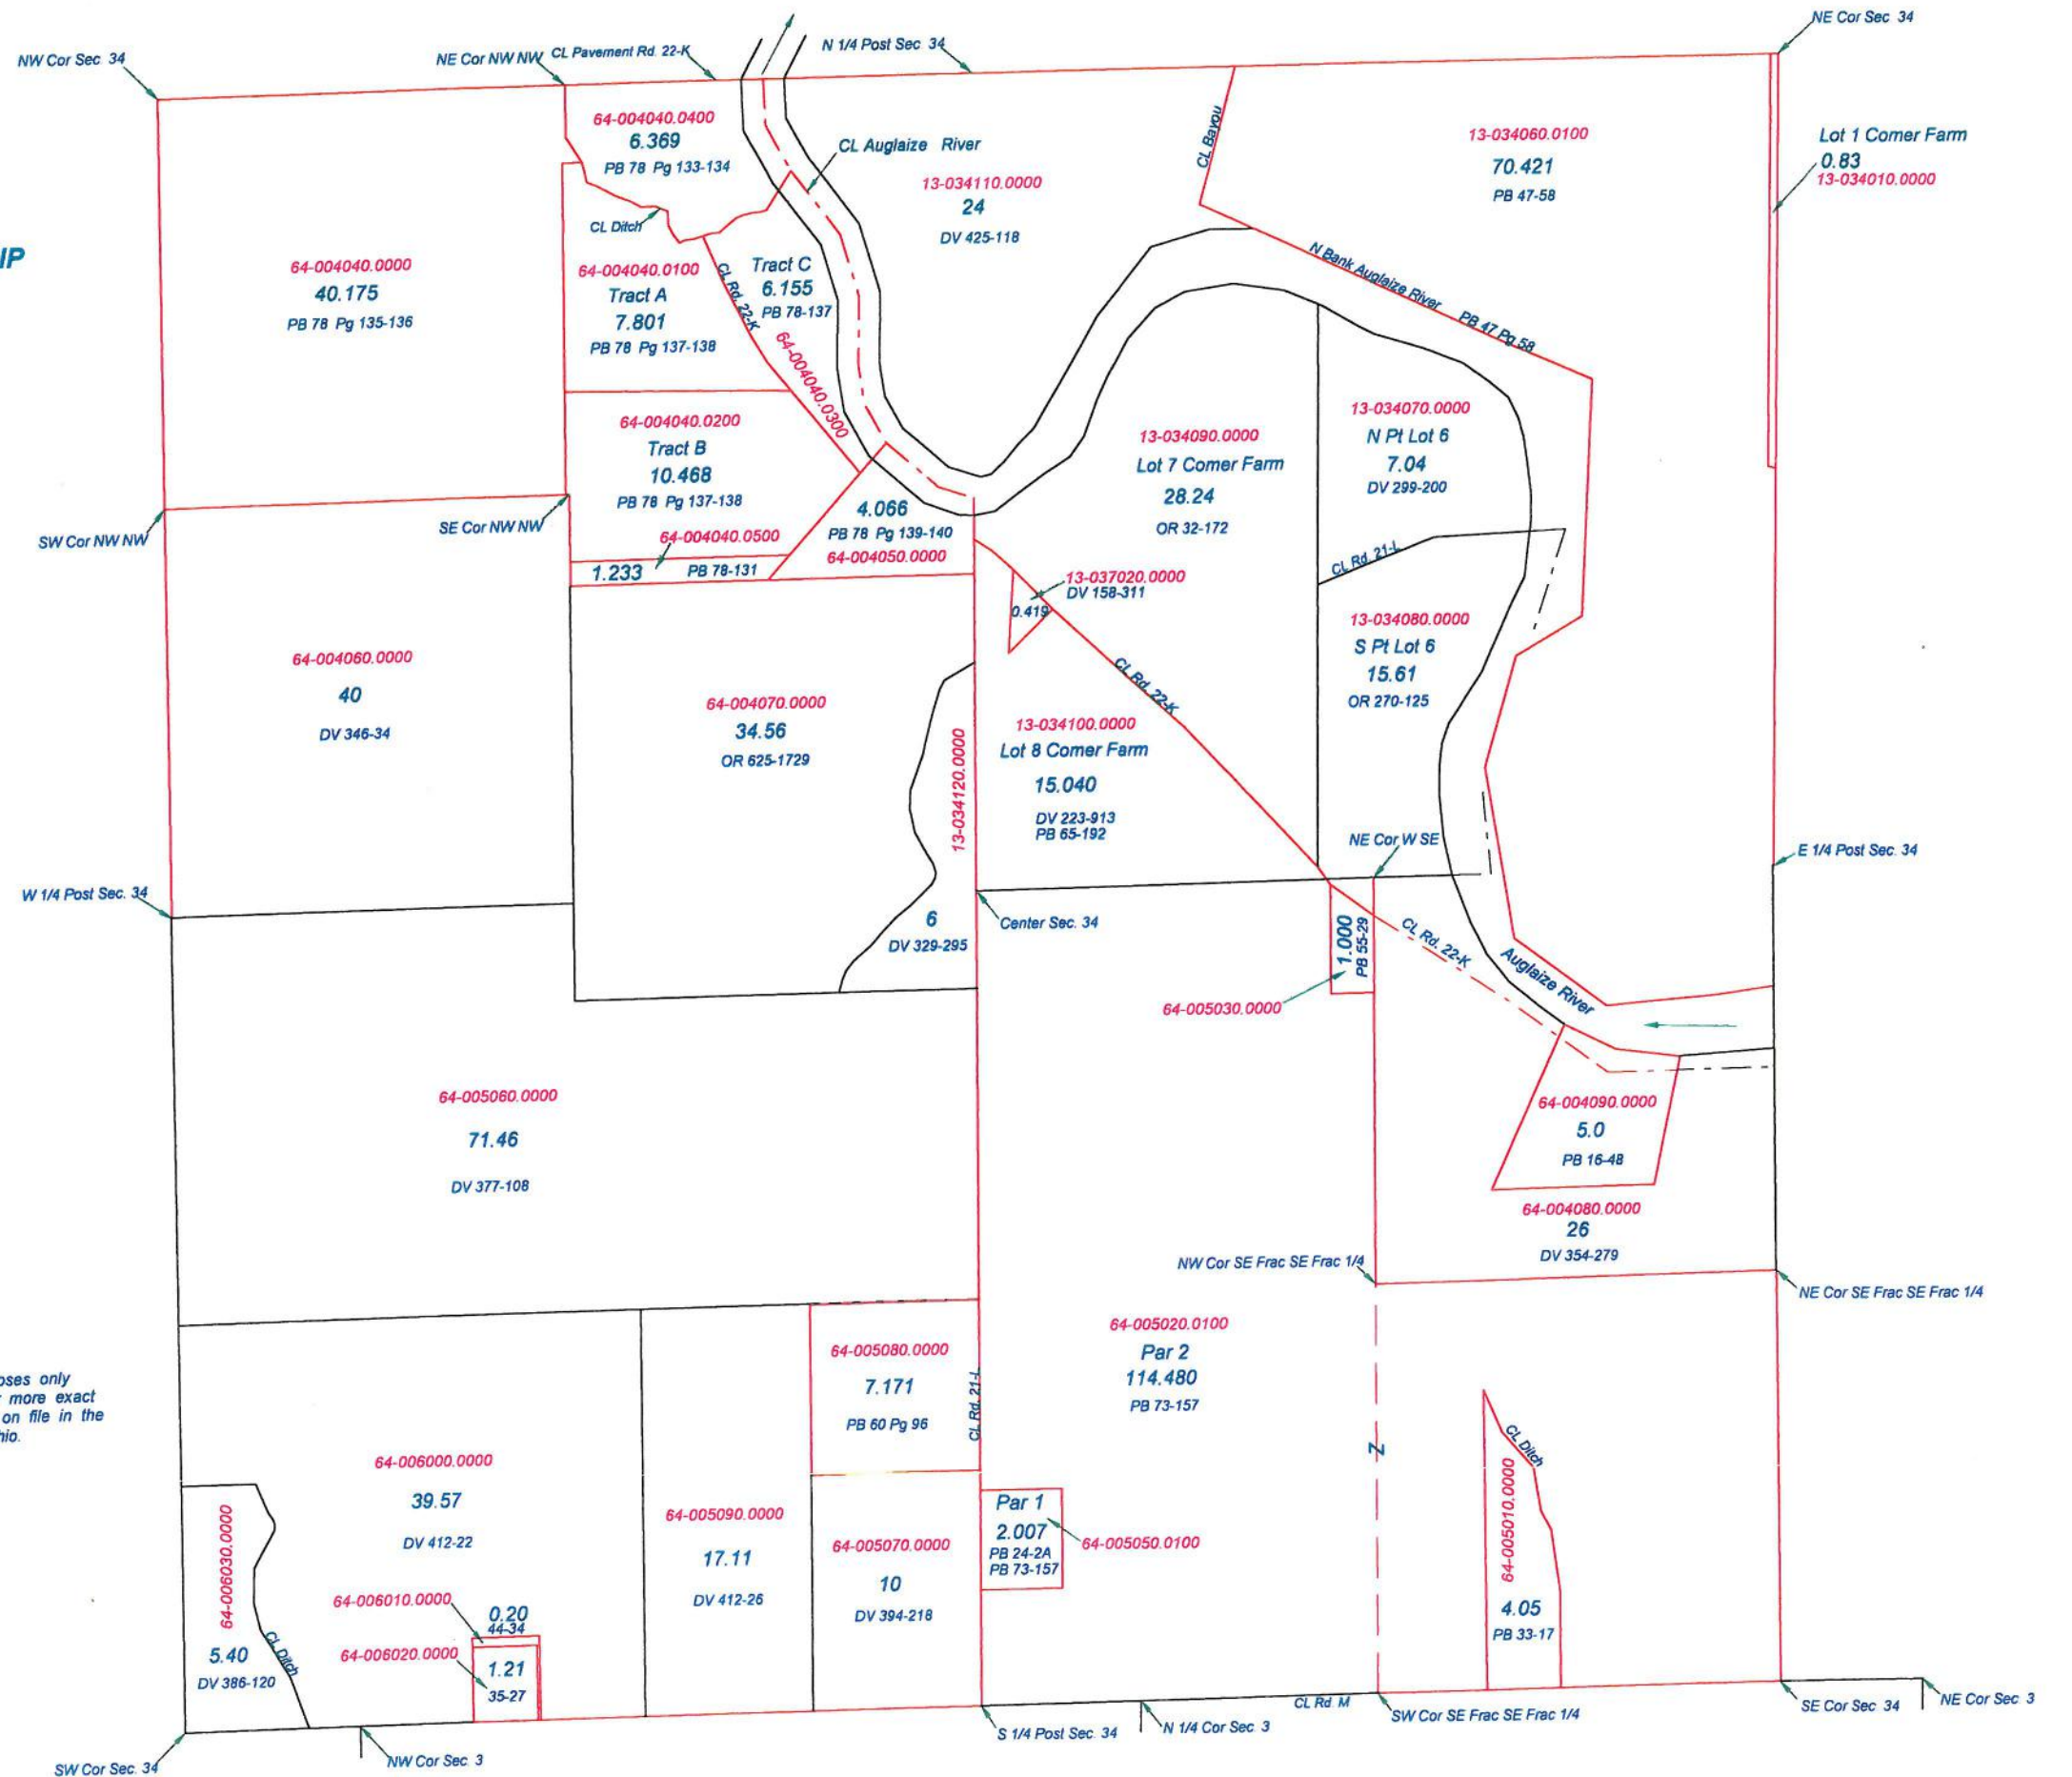 NW Cor Sec. 34
NE Cor NW NW
CL Pavement Rd. 22-K
N 1/4 Post Sec 34
NE Cor Sec 34
IP
64-004040.0400
6.369
PB 78 Pg 133-134
CL Auglaize River
13-034110.0000
24
DV 425-118
CL Bayou
13-034060.0100
70.421
PB 47-58
Lot 1 Comer Farm
0.83
13-034010.0000
64-004040.0000
40.175
PB 78 Pg 135-136
CL Ditch
64-004040.0100
Tract A
7.801
PB 78 Pg 137-138
CL Rd. 22-K
Tract C
6.155
PB 78-137
64-004040.0300
N Bank Auglaize River
PB 47 Pg 58
64-004040.0200
Tract B
10.468
PB 78 Pg 137-138
13-034090.0000
Lot 7 Comer Farm
28.24
OR 32-172
13-034070.0000
N Pt Lot 6
7.04
DV 299-200
SW Cor NW NW
SE Cor NW NW
64-004040.0500
1.233
PB 78-131
4.066
PB 78 Pg 139-140
64-004050.0000
CL Rd. 21-L
13-037020.0000
DV 158-311
0.419
64-004060.0000
40
DV 346-34
64-004070.0000
34.56
OR 625-1729
13-034120.0000
CL Rd. 22-K
13-034100.0000
Lot 8 Comer Farm
15.040
DV 223-913
PB 65-192
13-034080.0000
S Pt Lot 6
15.61
OR 270-125
NE Cor W SE
E 1/4 Post Sec. 34
W 1/4 Post Sec. 34
6
DV 329-295
Center Sec. 34
1.000
PB 55-29
64-005030.0000
CL Rd. 22-K
Auglaize River
64-005060.0000
71.46
DV 377-108
64-004090.0000
5.0
PB 16-48
64-004080.0000
26
DV 354-279
NW Cor SE Frac SE Frac 1/4
NE Cor SE Frac SE Frac 1/4
64-005080.0000
7.171
PB 60 Pg 96
CL Rd. 21-L
64-005020.0100
Par 2
114.480
PB 73-157
Z
oses only
more exact
on file in the
hio.
64-006000.0000
39.57
DV 412-22
64-005090.0000
17.11
DV 412-26
64-005070.0000
10
DV 394-218
Par 1
2.007
PB 24-2A
PB 73-157
64-005050.0100
CL Ditch
64-005010.0000
4.05
PB 33-17
64-006030.0000
5.40
DV 386-120
CL Ditch
64-006010.0000
0.20
44-34
64-006020.0000
1.21
35-27
CL Rd M
SW Cor Sec. 34
NW Cor Sec. 3
S 1/4 Post Sec. 34
N 1/4 Cor Sec. 3
SW Cor SE Frac SE Frac 1/4
SE Cor Sec. 34
NE Cor Sec. 3